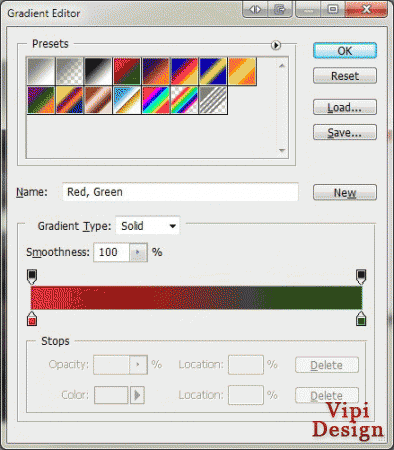 Gradient Editor
Presets
OK
Reset
Load...
Save...
Name: Red, Green
New
Gradient Type: Solid
Smoothness: 100 %
Stops
Opacity: % Location: % Delete
Color: Location: % Delete
Vipi
Design